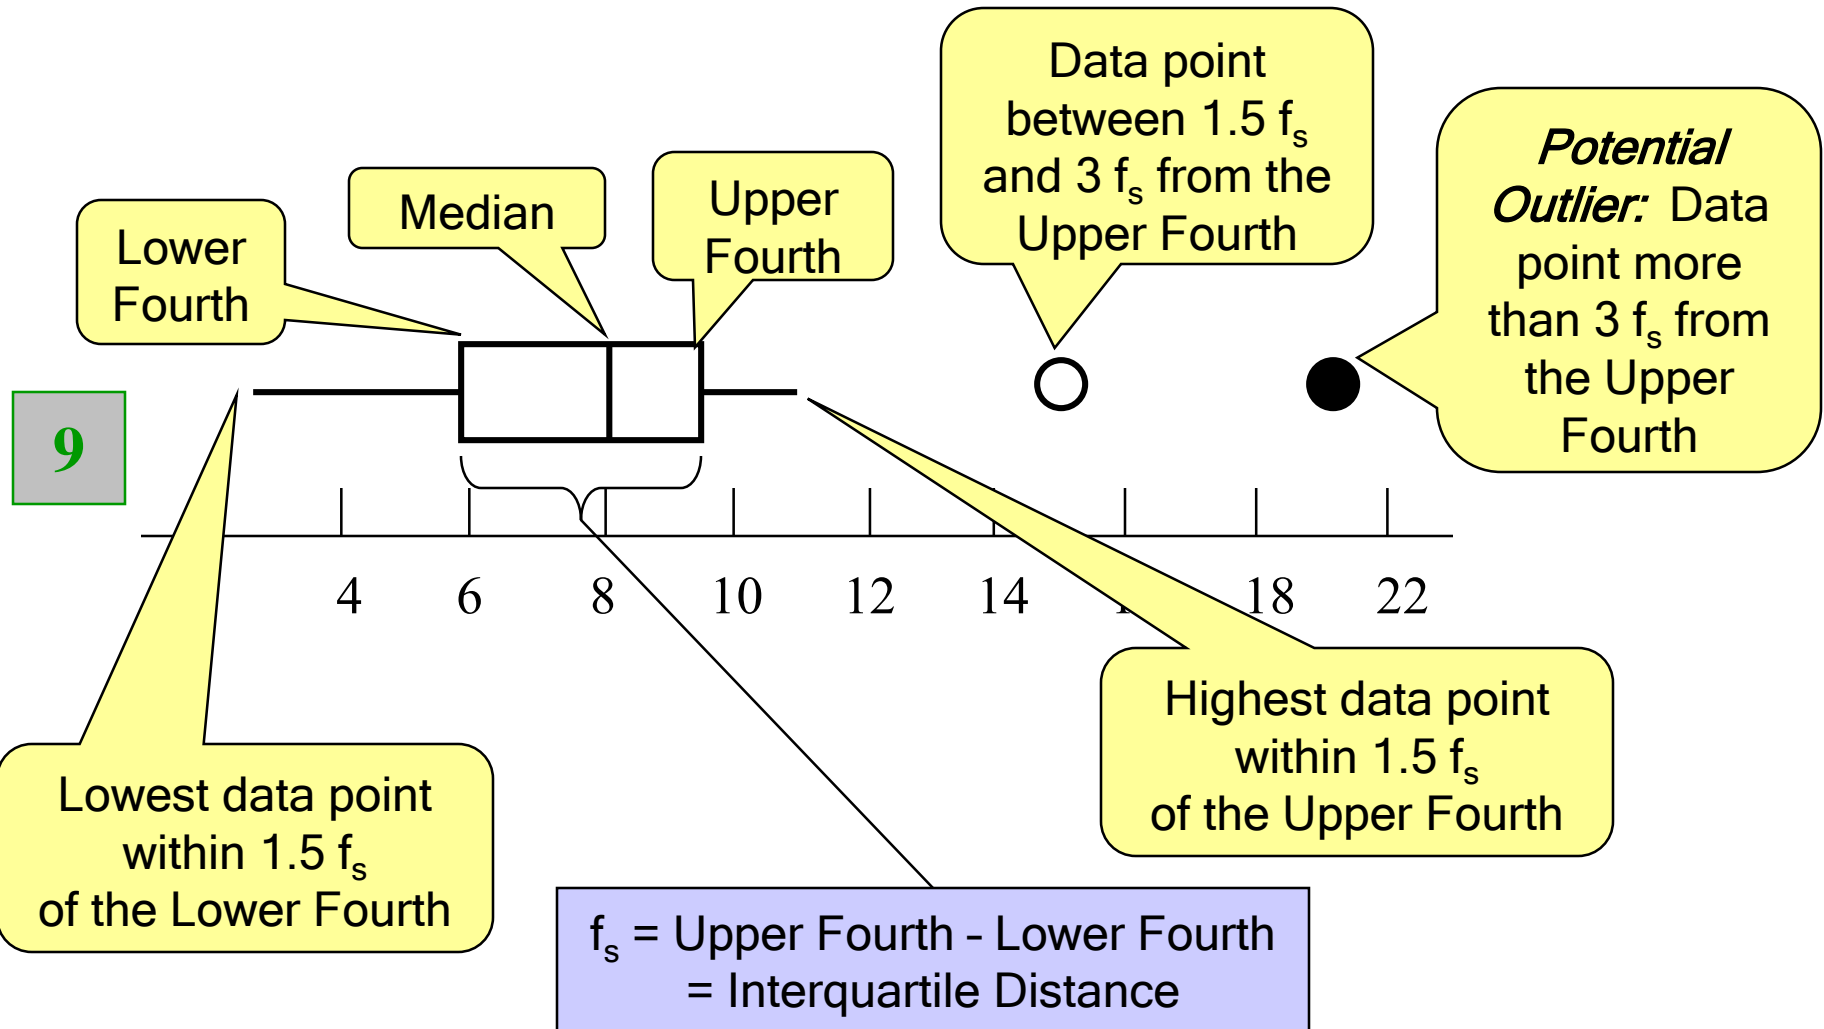 Data point
between 1.5 fs
and 3 fs from the
Upper Fourth
Potential
Outlier: Data
point more
than 3 fs from
the Upper
Fourth
Median
Upper
Fourth
Lower
Fourth
9
4 6 8 10 12 14 18 22
Highest data point
within 1.5 fs
of the Upper Fourth
Lowest data point
within 1.5 fs
of the Lower Fourth
fs = Upper Fourth - Lower Fourth
= Interquartile Distance